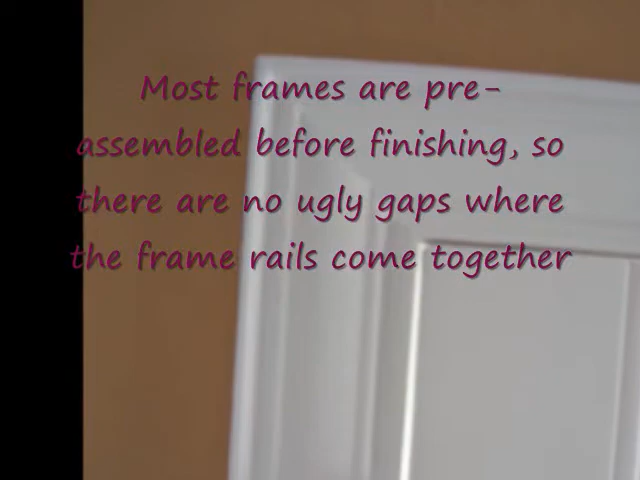 Most frames are pre-
assembled before finishing, so
there are no ugly gaps where
the frame rails come together